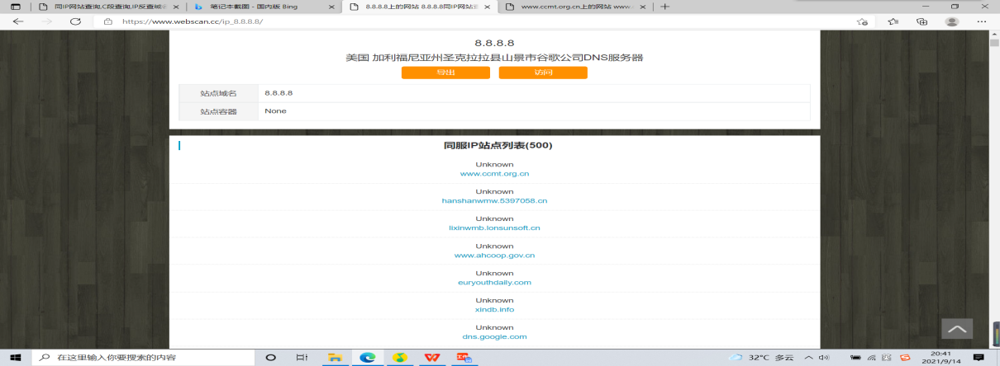 同IP网站查询,C段查询,IP反查域名
笔记本截图 - 国内版 Bing
8.8.8.8上的网站 8.8.8.8同IP网站查
www.ccmt.org.cn上的网站 www.c
https://www.webscan.cc/ip_8.8.8.8/
8.8.8.8
美国 加利福尼亚州圣克拉拉县山景市谷歌公司DNS服务器
导出 访问
站点域名 8.8.8.8
站点容器 None
同服IP站点列表(500)
Unknown
www.ccmt.org.cn
Unknown
hanshanwmw.5397058.cn
Unknown
lixinwmb.lonsunsoft.cn
Unknown
www.ahcoop.gov.cn
Unknown
euryouthdaily.com
Unknown
xindb.info
Unknown
dns.google.com
在这里输入你要搜索的内容
32°C 多云
英
20:41
2021/9/14